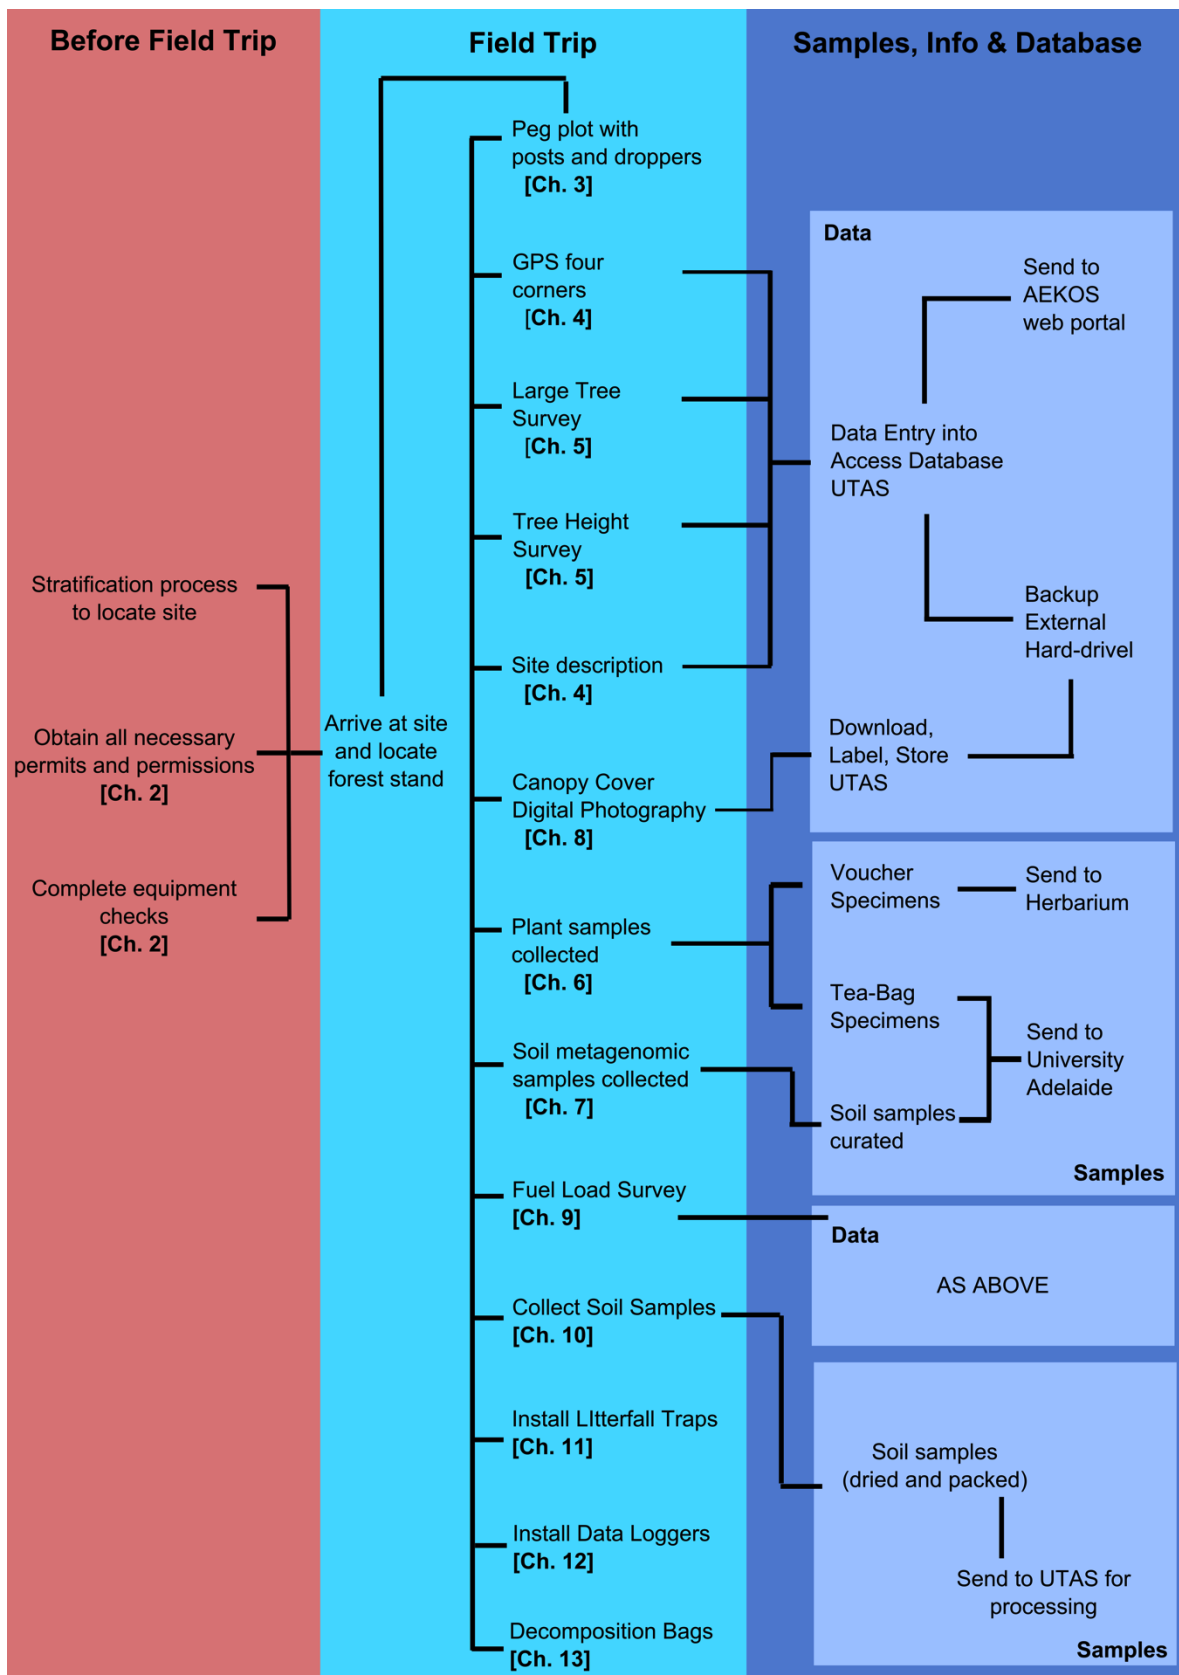 Before Field Trip
Field Trip
Samples, Info & Database
Stratification process
to locate site
Obtain all necessary
permits and permissions
[Ch. 2]
Complete equipment
checks
[Ch. 2]
Arrive at site
and locate
forest stand
Peg plot with
posts and droppers
[Ch. 3]
GPS four
corners
[Ch. 4]
Large Tree
Survey
[Ch. 5]
Tree Height
Survey
[Ch. 5]
Site description
[Ch. 4]
Canopy Cover
Digital Photography
[Ch. 8]
Plant samples
collected
[Ch. 6]
Soil metagenomic
samples collected
[Ch. 7]
Fuel Load Survey
[Ch. 9]
Collect Soil Samples
[Ch. 10]
Install LItterfall Traps
[Ch. 11]
Install Data Loggers
[Ch. 12]
Decomposition Bags
[Ch. 13]
Data
Send to
AEKOS
web portal
Data Entry into
Access Database
UTAS
Backup
External
Hard-drivel
Download,
Label, Store
UTAS
Voucher
Specimens
Send to
Herbarium
Tea-Bag
Specimens
Send to
University
Adelaide
Soil samples
curated
Samples
Data
AS ABOVE
Soil samples
(dried and packed)
Send to UTAS for
processing
Samples